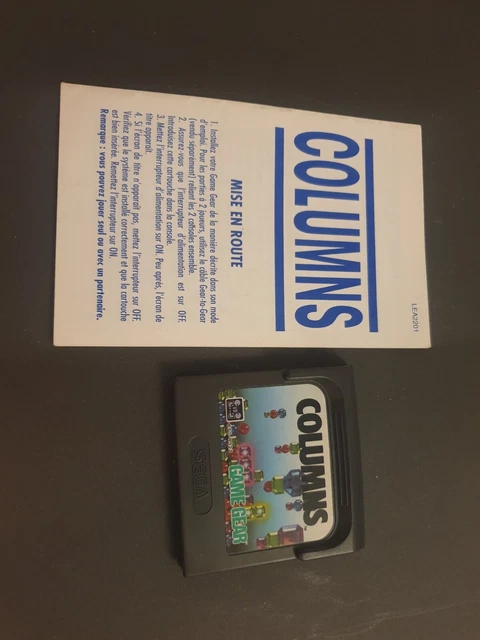 LEA2201
COLUMNS
MISE EN ROUTE
1. Installez votre Game Gear de la manière décrite dans son mode
d'emploi. Pour les parties à 2 joueurs, utilisez le câble Gear-to-Gear
(vendu séparément) reliant les 2 consoles ensemble.
2. Assurez-vous que l'interrupteur d'alimentation est sur OFF.
Introduisez cette cartouche dans la console.
3. Mettez l'interrupteur d'alimentation sur ON. Peu après, l'écran de
titre apparaît.
4. Si l'écran de titre n'apparaît pas, mettez l'interrupteur sur OFF.
Vérifiez que le système est installé correctement et que la cartouche
est bien insérée. Remettez l'interrupteur sur ON.
Remarque : vous pouvez jouer seul ou avec un partenaire.
COLUMNS
GAME GEAR
SEGA